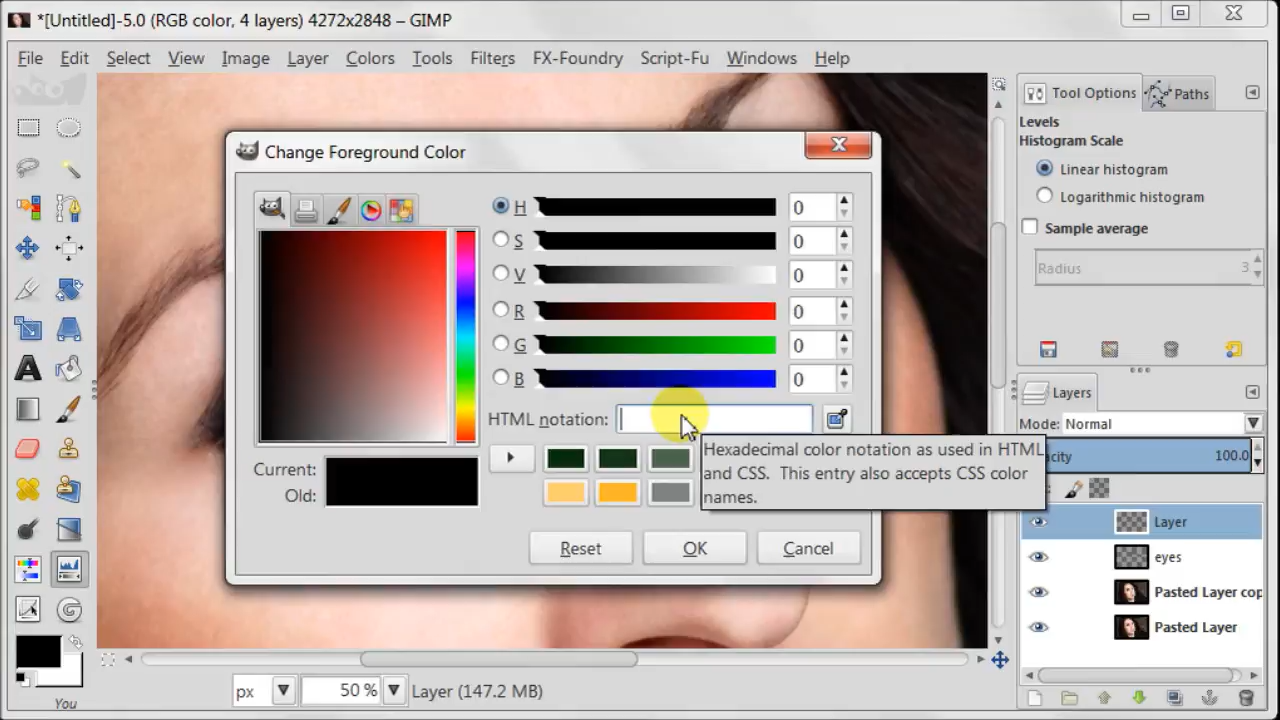 *[Untitled]-5.0 (RGB color, 4 layers) 4272x2848 – GIMP
File Edit Select View Image Layer Colors Tools Filters FX-Foundry Script-Fu Windows Help
Tool Options
Paths
Levels
Histogram Scale
Linear histogram
Logarithmic histogram
Sample average
Radius 3
Change Foreground Color
H 0
S 0
V 0
R 0
G 0
B 0
HTML notation:
Hexadecimal color notation as used in HTML
and CSS. This entry also accepts CSS color
names.
Current:
Old:
Reset
OK
Cancel
Layers
Mode: Normal
100.0
Layer
eyes
Pasted Layer cop
Pasted Layer
You
px
50 %
Layer (147.2 MB)